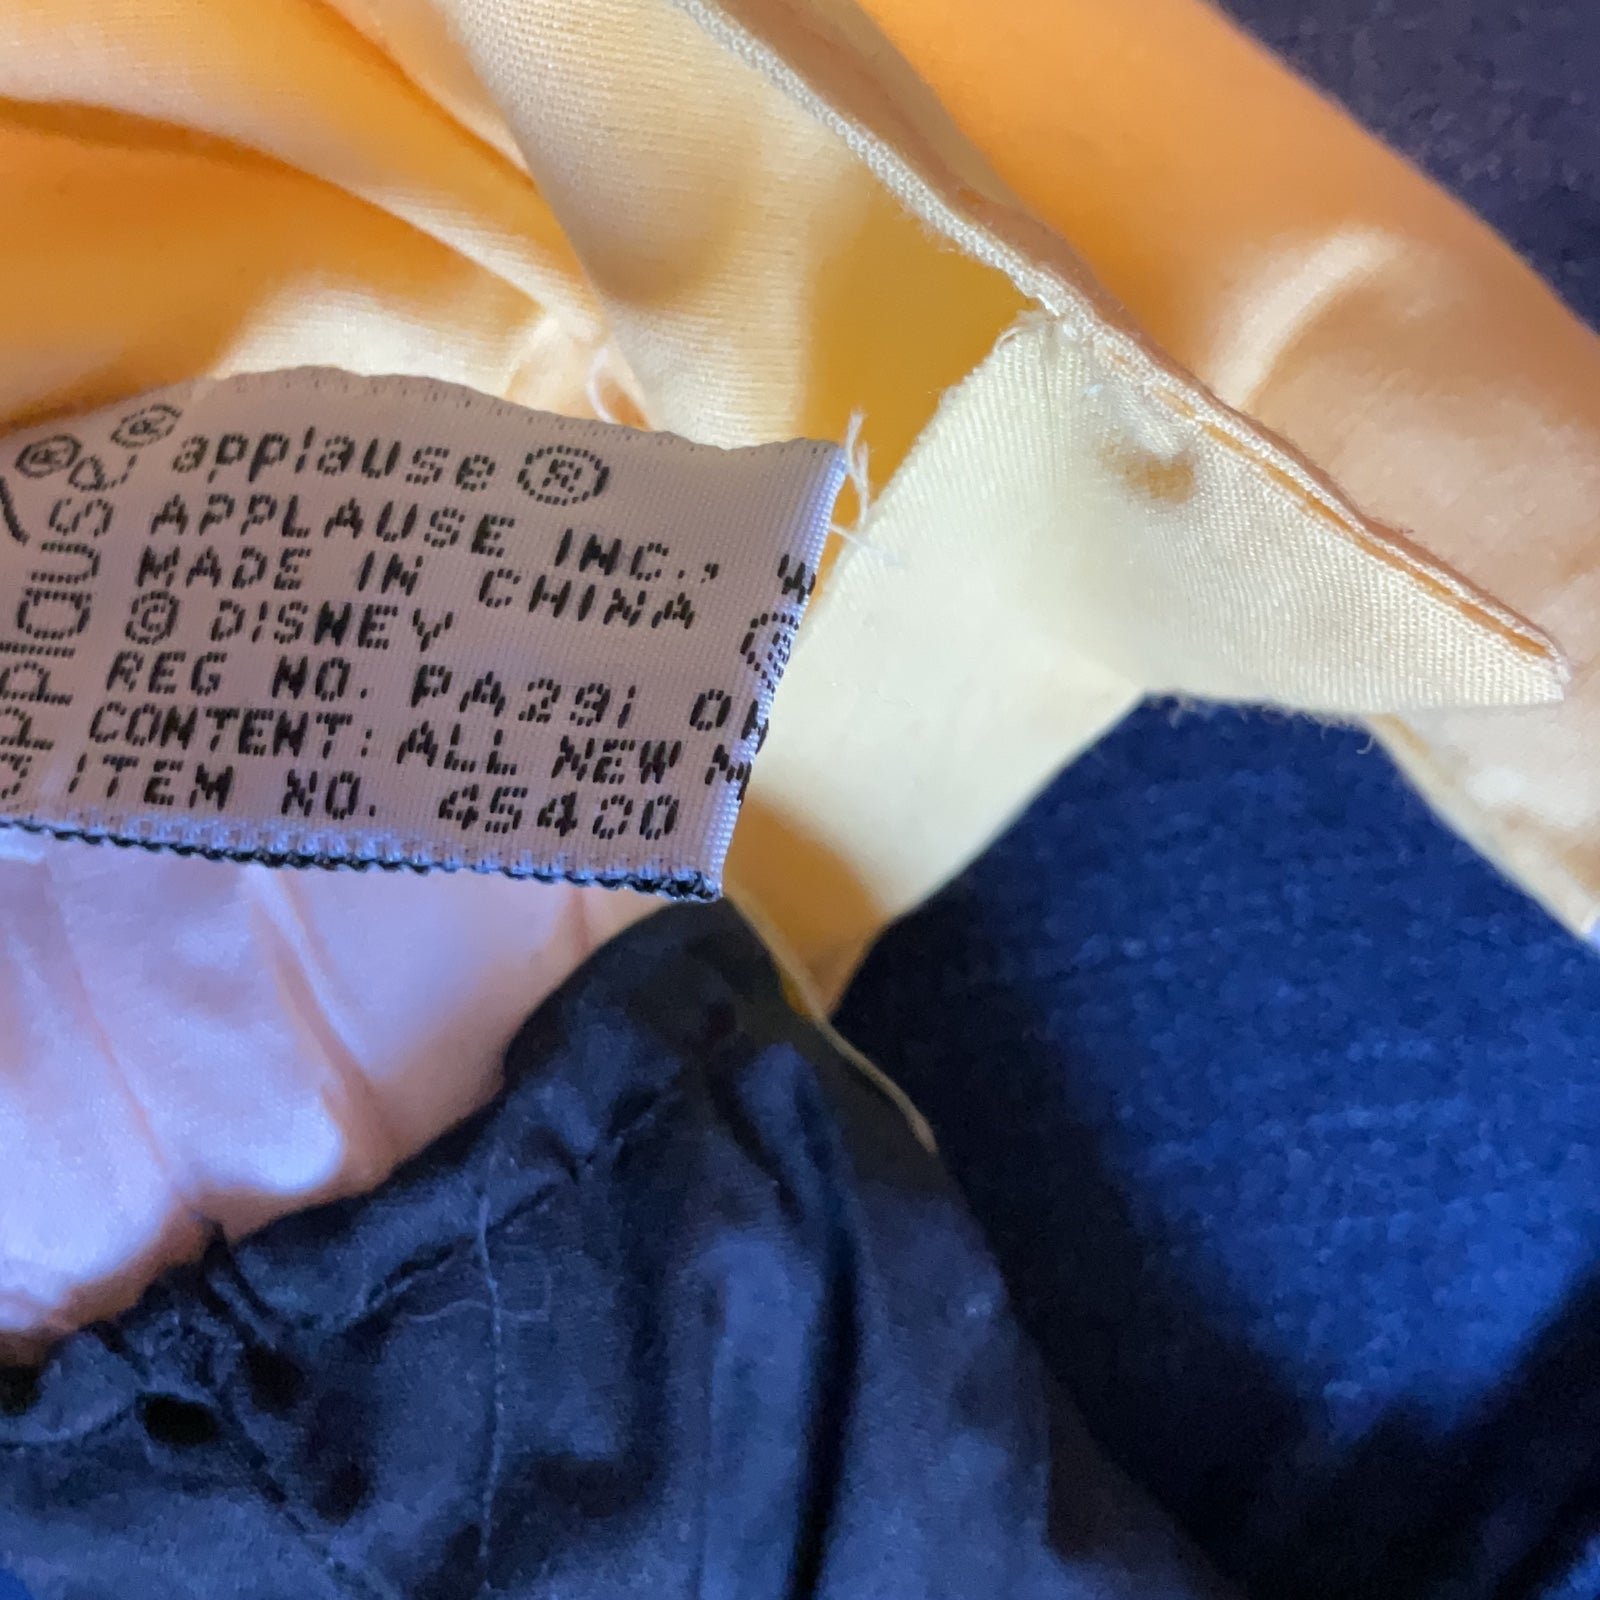 applause ®
APPLAUSE INC., W
MADE IN CHINA
© DISNEY
REG NO. PA291
CONTENT: ALL NEW
ITEM NO. 45400